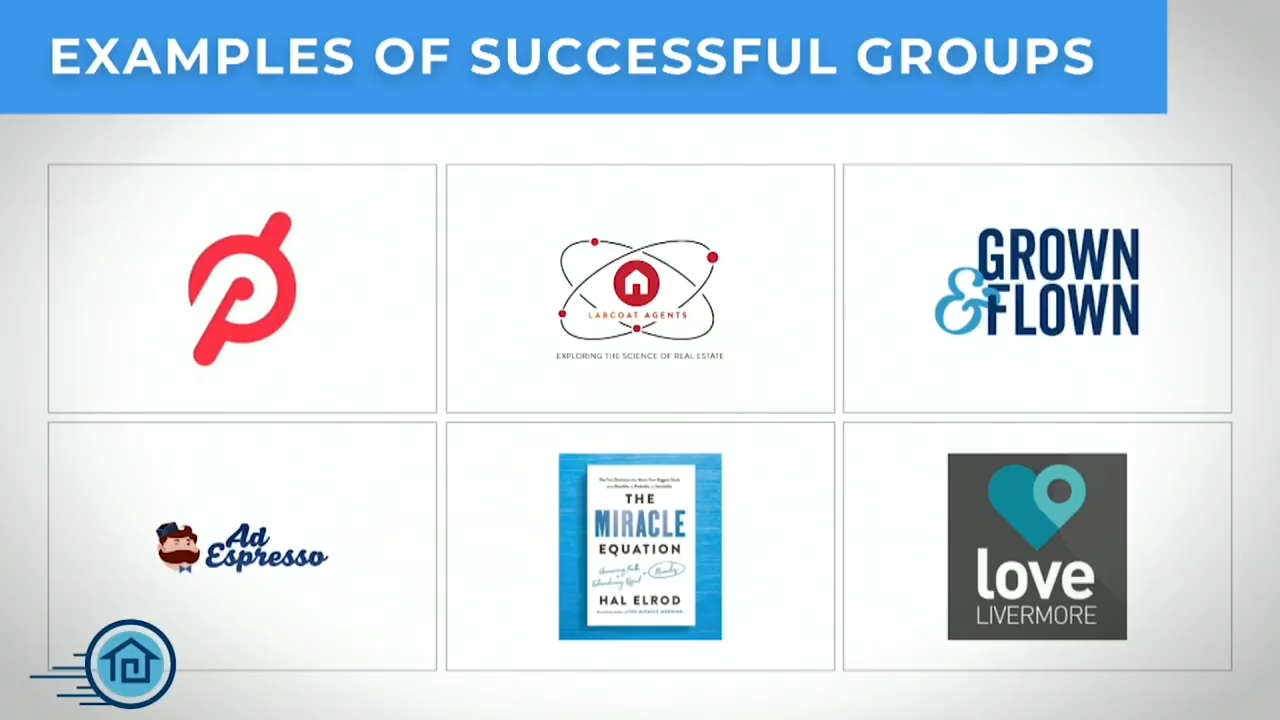 EXAMPLES OF SUCCESSFUL GROUPS
LABCOAT AGENTS
EXPLORING THE SCIENCE OF REAL ESTATE
GROWN
& FLOWN
Ad
Espresso
THE
MIRACLE
EQUATION
HAL ELROD
love
LIVERMORE